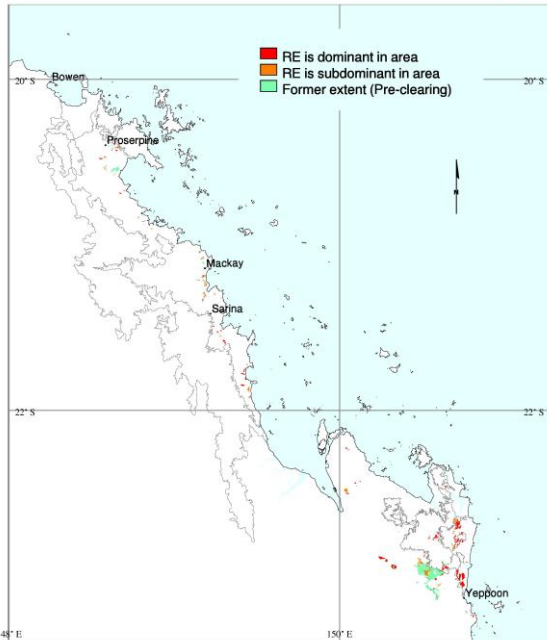 RE is dominant in area
RE is subdominant in area
Former extent (Pre-clearing)
20° S
Bowen
20° S
Proserpine
N
Mackay
Sarina
22° S
22° S
Yeppoon
48° E
150° E